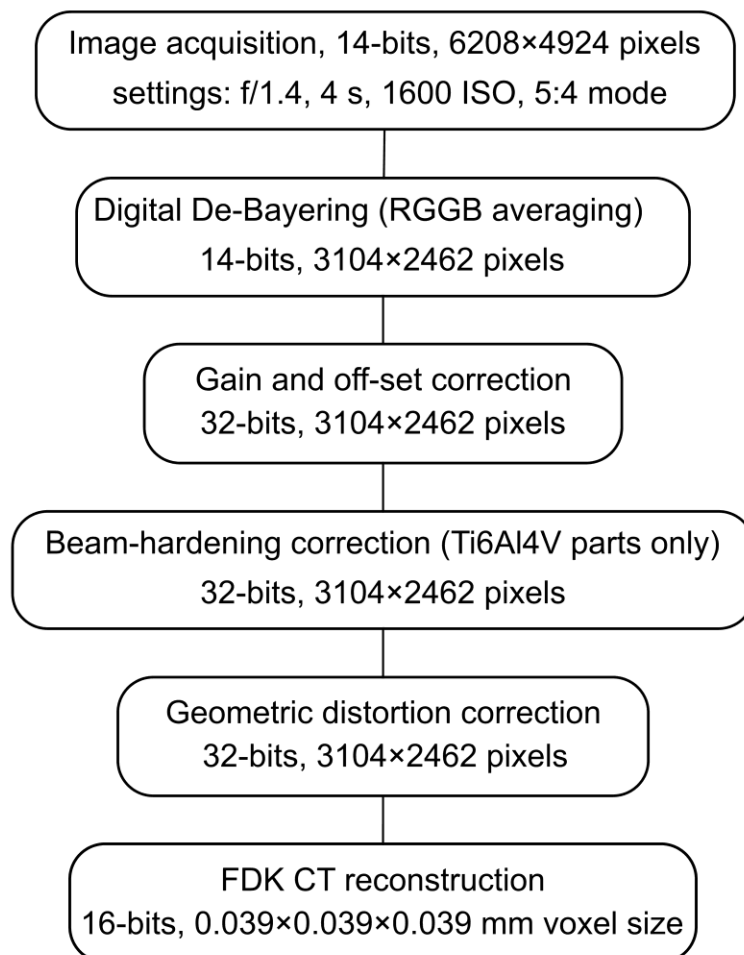 Image acquisition, 14-bits, 6208×4924 pixels
settings: f/1.4, 4 s, 1600 ISO, 5:4 mode
Digital De-Bayering (RGGB averaging)
14-bits, 3104×2462 pixels
Gain and off-set correction
32-bits, 3104×2462 pixels
Beam-hardening correction (Ti6Al4V parts only)
32-bits, 3104×2462 pixels
Geometric distortion correction
32-bits, 3104×2462 pixels
FDK CT reconstruction
16-bits, 0.039×0.039×0.039 mm voxel size